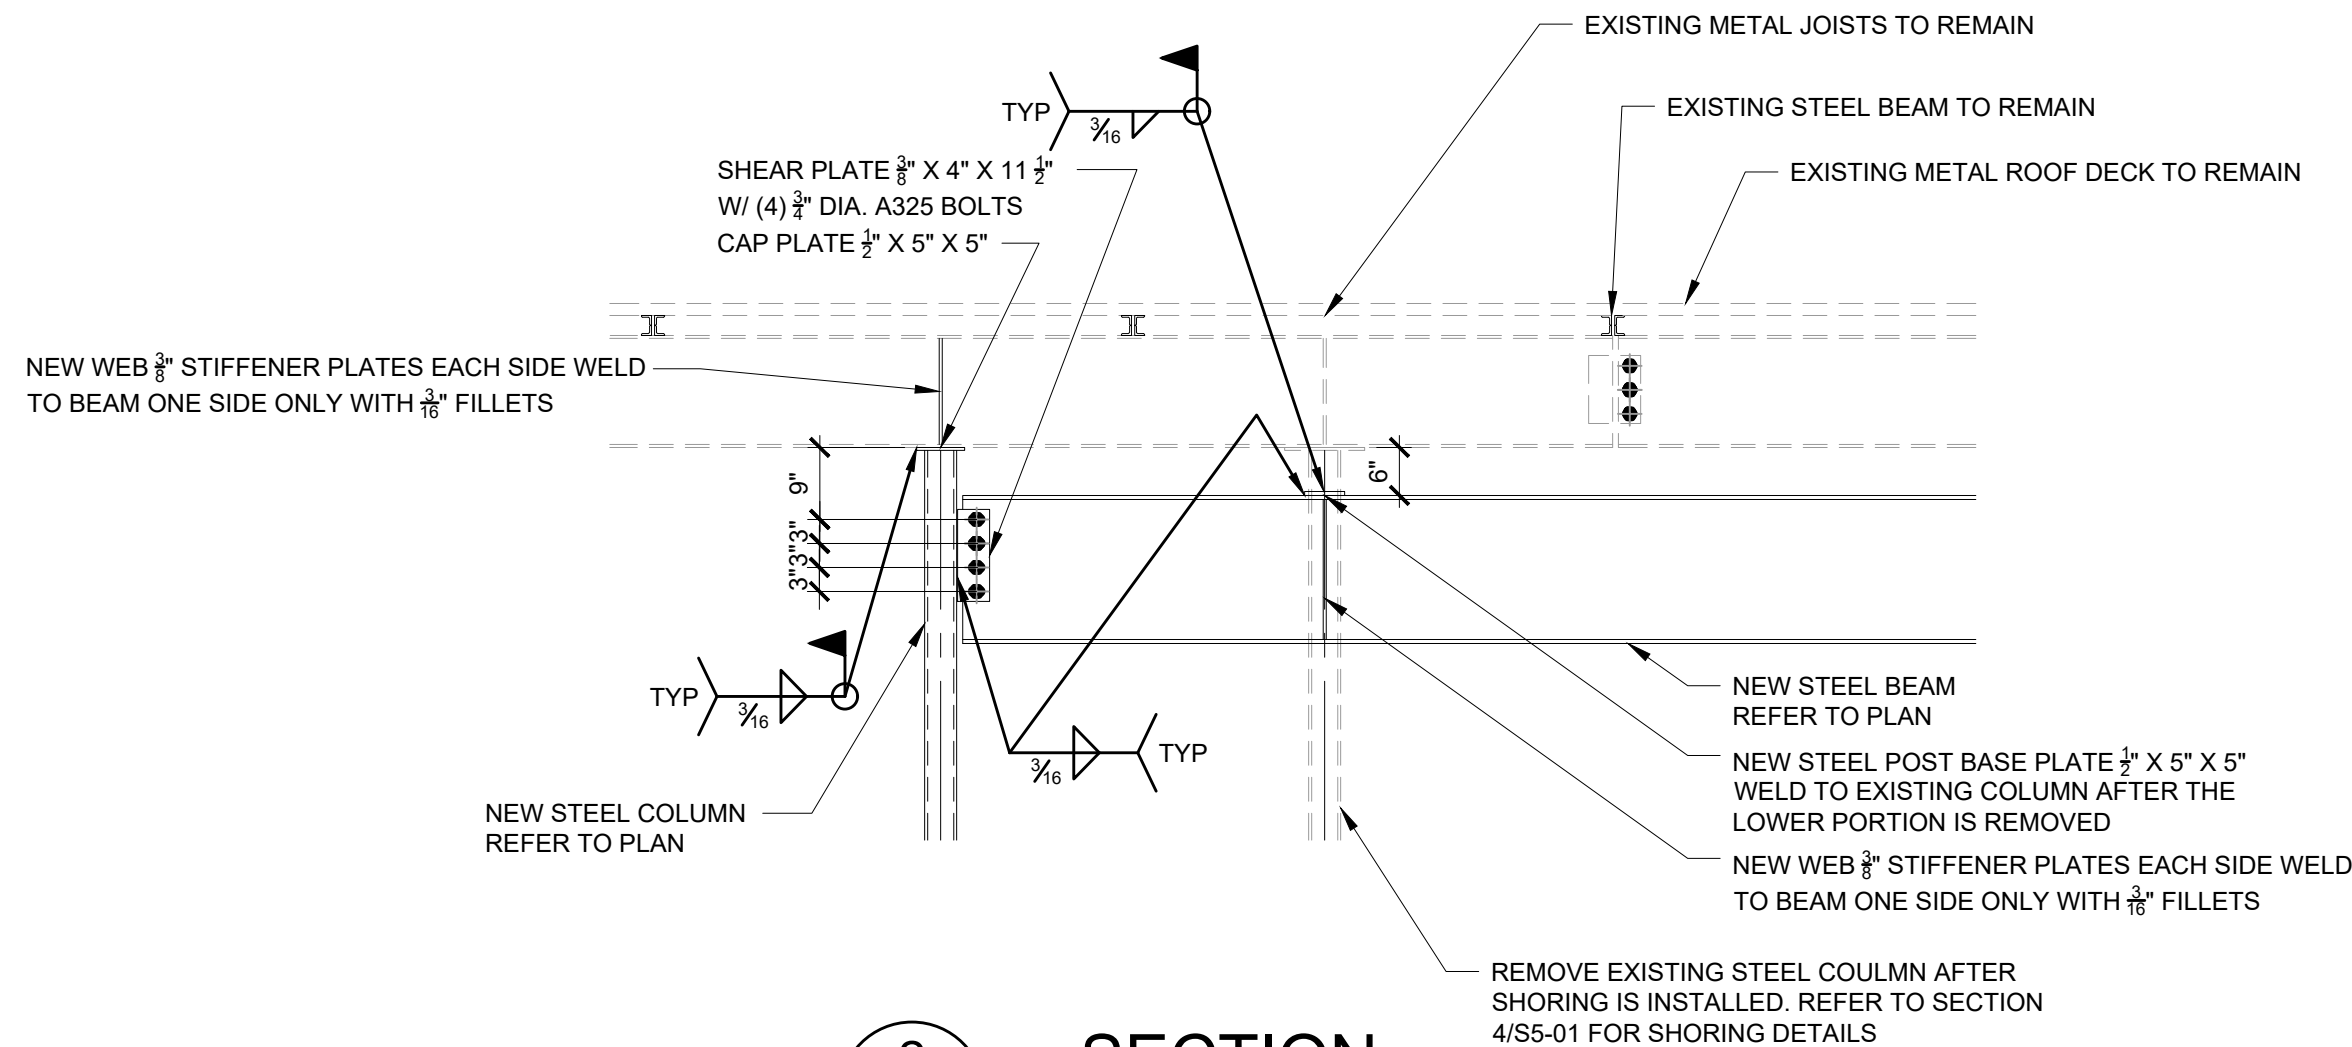 EXISTING METAL JOISTS TO REMAIN
EXISTING STEEL BEAM TO REMAIN
EXISTING METAL ROOF DECK TO REMAIN
TYP
3/16
SHEAR PLATE 3/8" X 4" X 11 1/2"
W/ (4) 3/4" DIA. A325 BOLTS
CAP PLATE 1/2" X 5" X 5"
NEW WEB 3/8" STIFFENER PLATES EACH SIDE WELD
TO BEAM ONE SIDE ONLY WITH 3/16" FILLETS
9"
3"
3"
3"
6"
TYP
3/16
3/16
TYP
NEW STEEL COLUMN
REFER TO PLAN
NEW STEEL BEAM
REFER TO PLAN
NEW STEEL POST BASE PLATE 1/2" X 5" X 5"
WELD TO EXISTING COLUMN AFTER THE
LOWER PORTION IS REMOVED
NEW WEB 3/8" STIFFENER PLATES EACH SIDE WELD
TO BEAM ONE SIDE ONLY WITH 3/16" FILLETS
REMOVE EXISTING STEEL COULMN AFTER
SHORING IS INSTALLED. REFER TO SECTION
4/S5-01 FOR SHORING DETAILS
SECTION